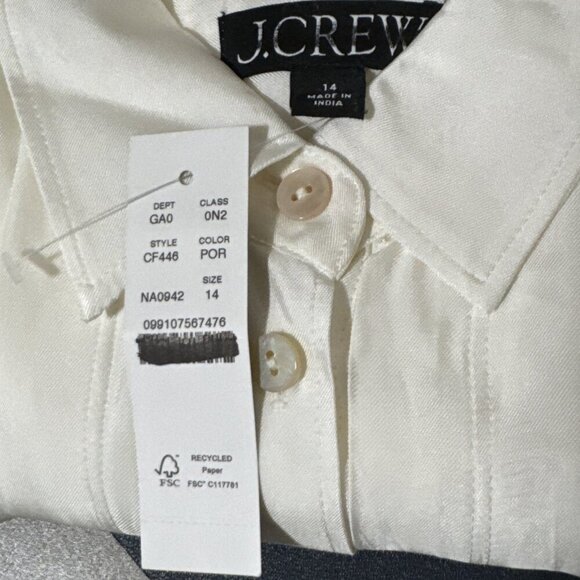 J.CREW
14
MADE IN
INDIA
DEPT CLASS
GA0 0N2
STYLE COLOR
CF446 POR
SIZE
NA0942 14
099107567476
RECYCLED
Paper
FSC
FSC® C117781